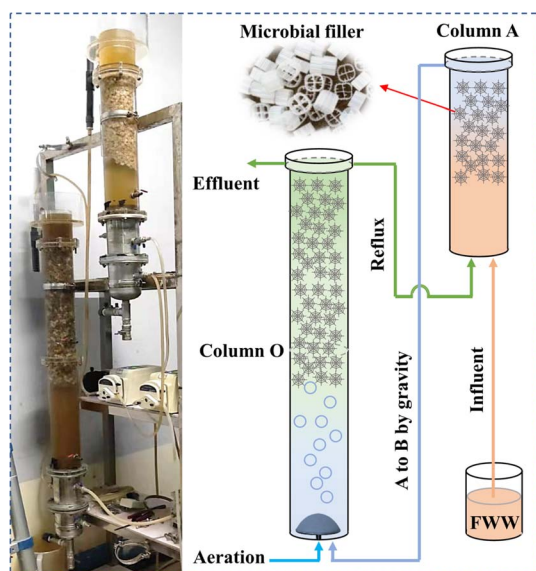 Microbial filler
Column A
Effluent
Reflux
Column O
A to B by gravity
Influent
FWW
Aeration